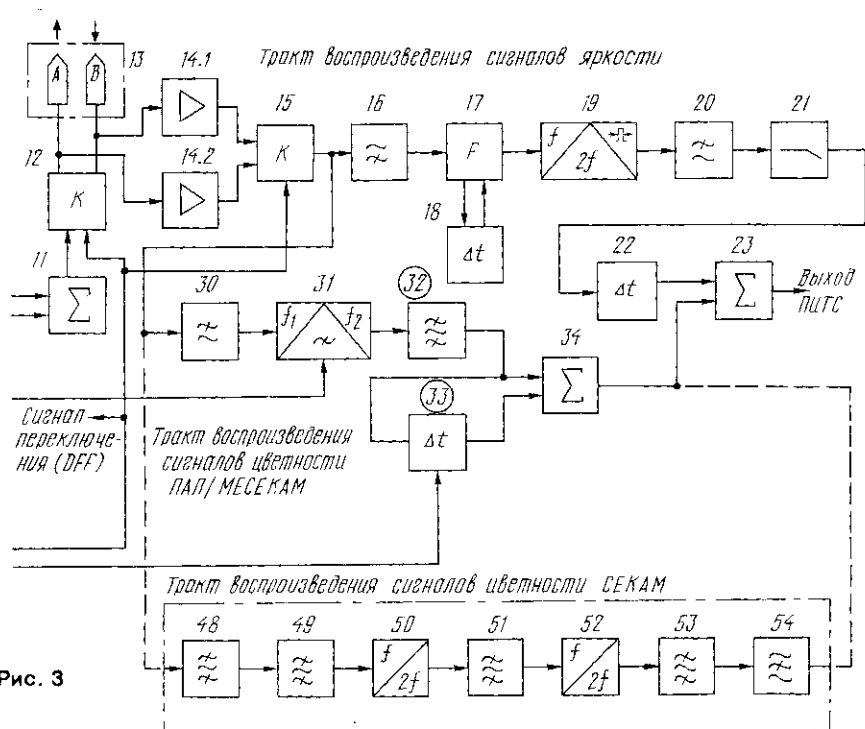 13
A
B
14.1
Тракт воспроизведения сигналов яркости
12
K
14.2
15
K
16
17
F
18
Δt
19
f
2f
20
21
11
Σ
22
Δt
23
Σ
Выход
ПЦТС
30
31
f1
f2
32
33
Δt
34
Σ
Сигнал
переключе-
ния (DFF)
Тракт воспроизведения
сигналов цветности
ПАЛ/МЕСЕКАМ
Тракт воспроизведения сигналов цветности СЕКАМ
48
49
50
f
2f
51
52
f
2f
53
54
Рис. 3